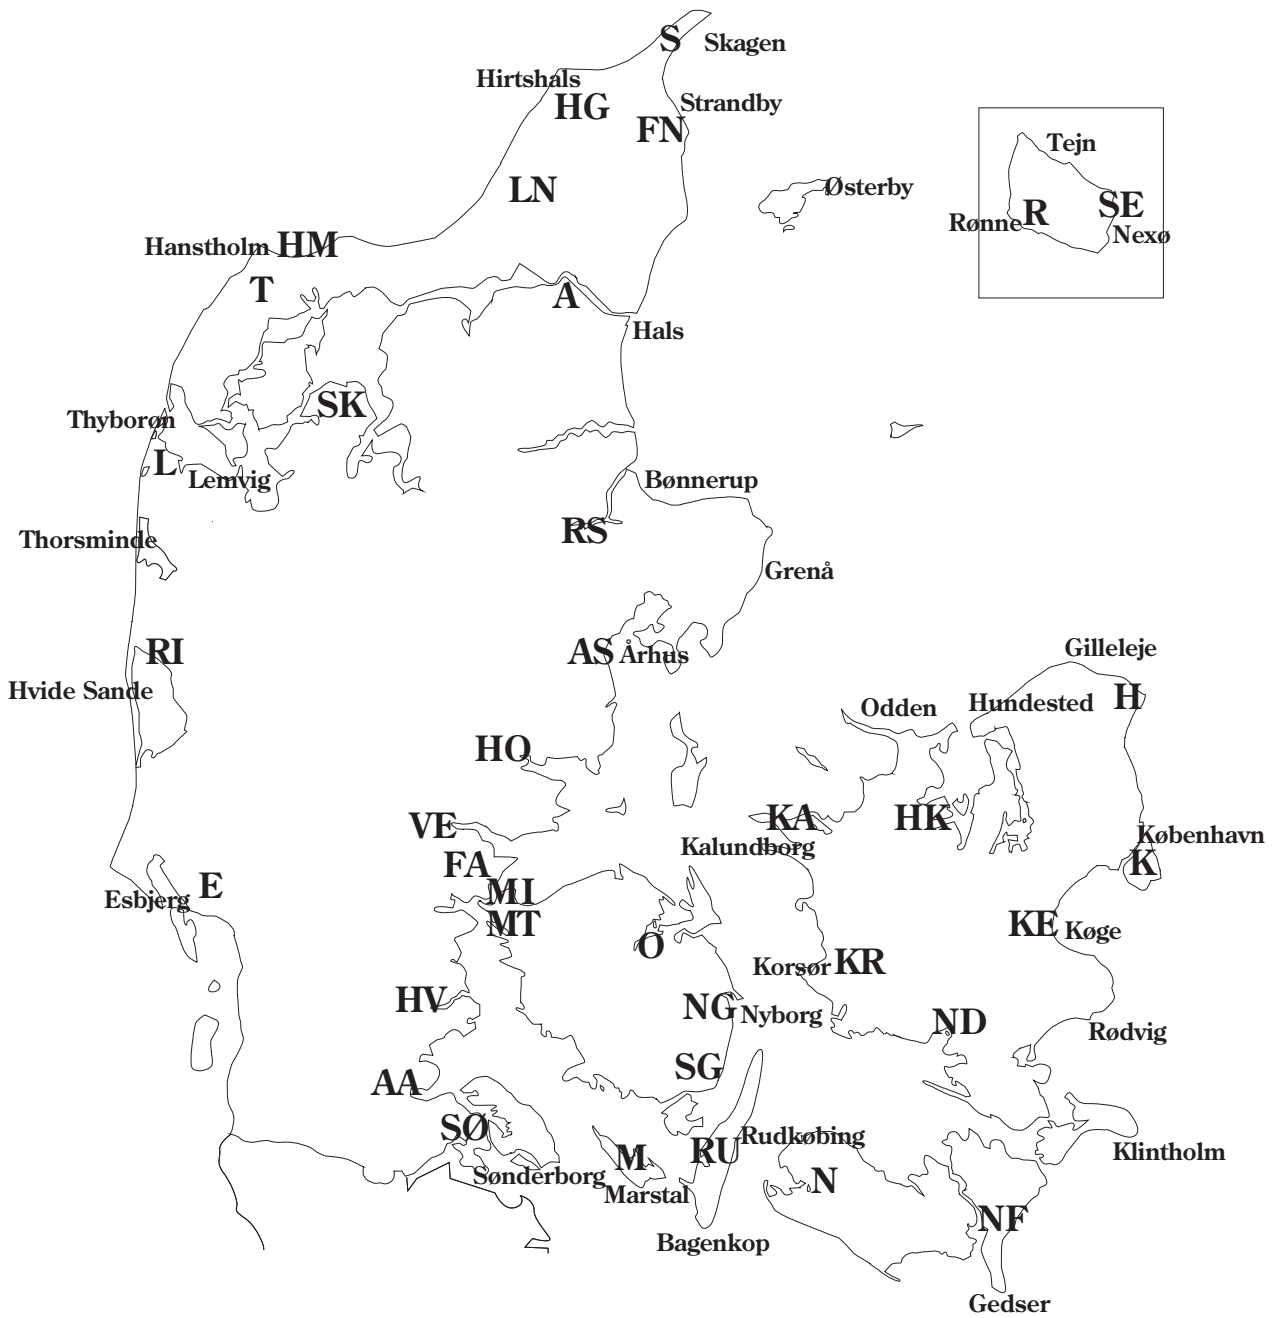 S
Skagen
Hirtshals
HG
Strandby
FN
Tejn
LN
Østerby
SE
R
Rønne
Nexø
Hanstholm
HM
T
A
Hals
SK
Thyborøn
L
Lemvig
Bønnerup
RS
Thorsminde
Grenå
RI
AS
Århus
Gilleleje
Hvide Sande
H
Hundested
Odden
HO
VE
KA
HK
København
Kalundborg
K
FA
E
MI
Esbjerg
MT
KE
Køge
O
Korsør
KR
HV
NG
Nyborg
ND
Rødvig
SG
AA
SØ
Rudkøbing
RU
M
Klintholm
Sønderborg
N
Marstal
NF
Bagenkop
Gedser